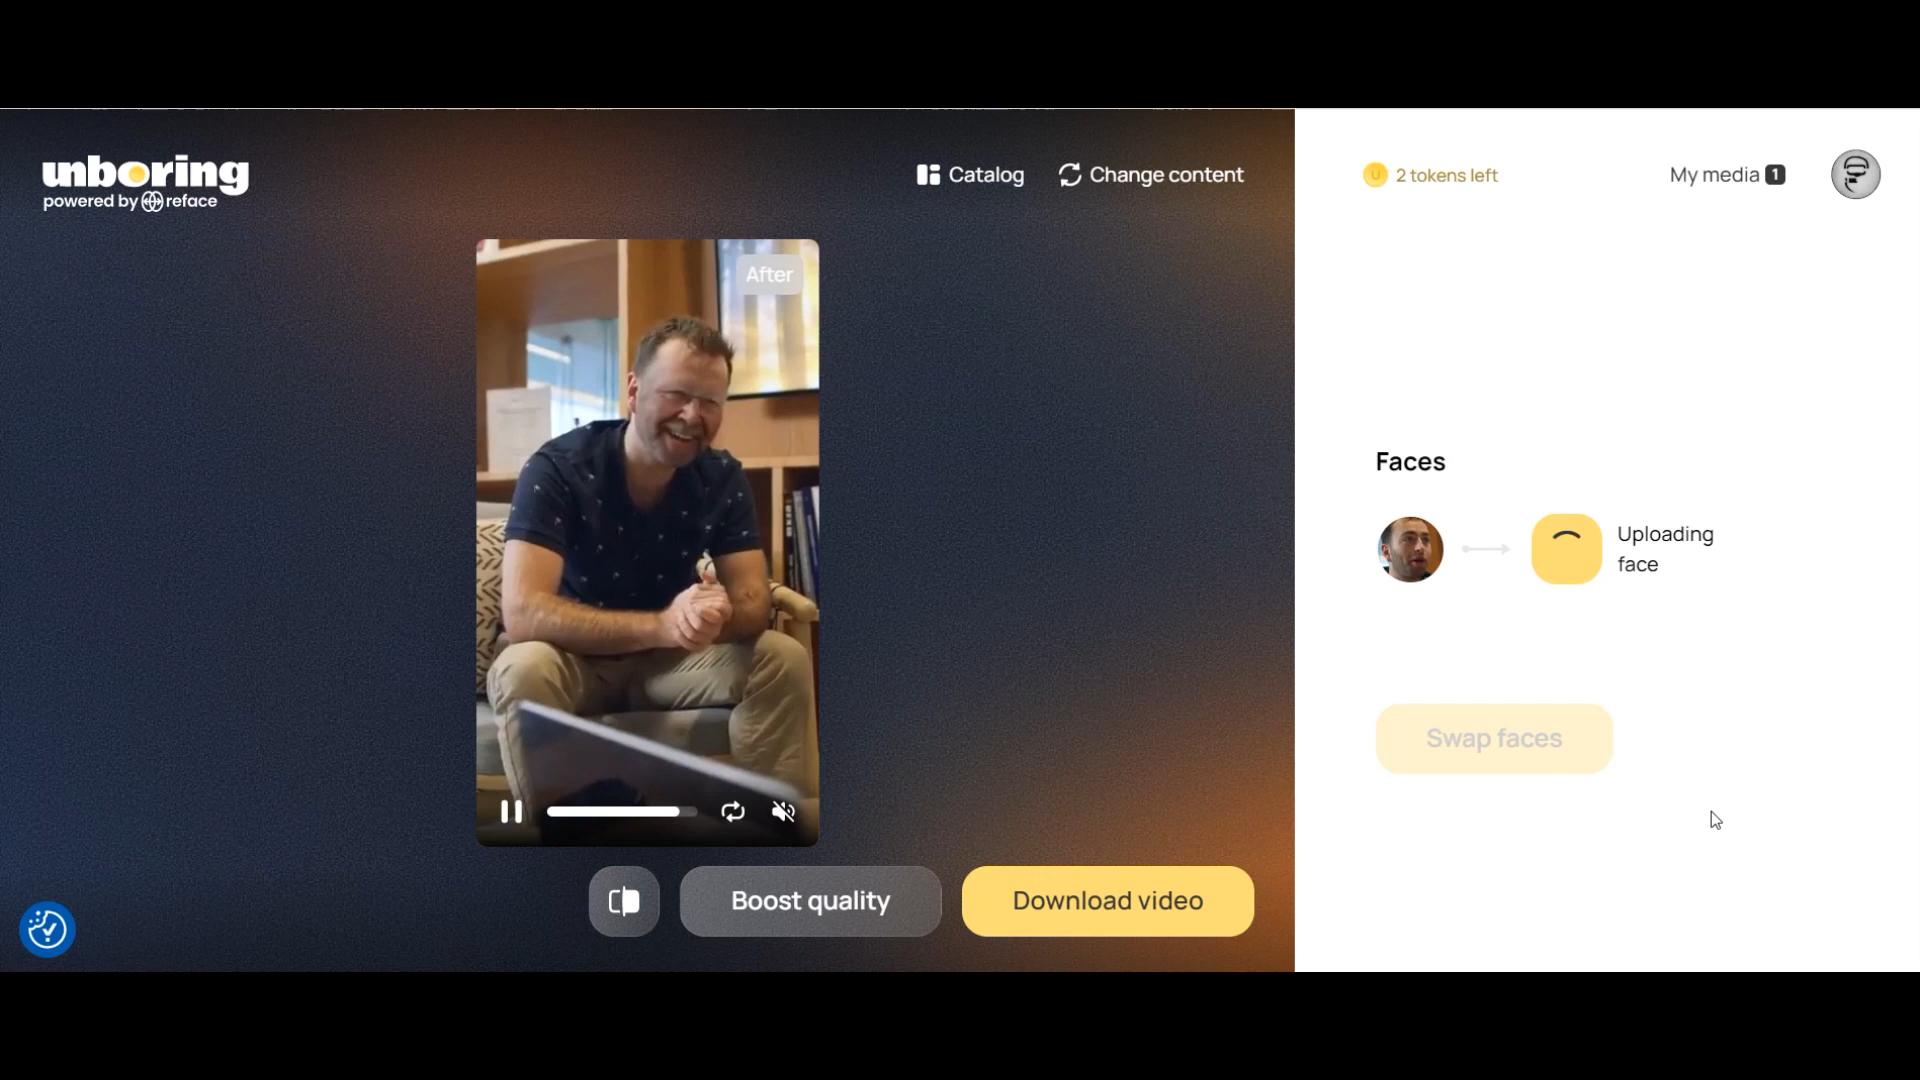 unboring
powered by reface
Catalog
Change content
2 tokens left
My media 1
After
Faces
Uploading
face
Swap faces
Boost quality
Download video